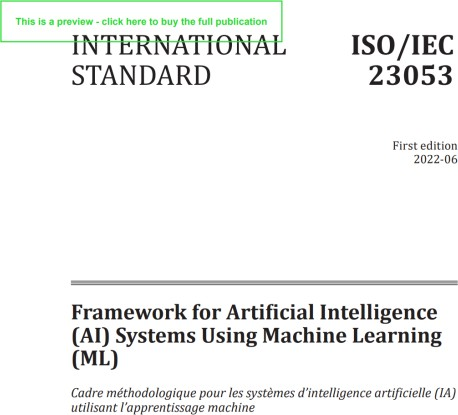 This is a preview - click here to buy the full publication
INTERNATIONAL
STANDARD
ISO/IEC
23053
First edition
2022-06
Framework for Artificial Intelligence
(AI) Systems Using Machine Learning
(ML)
Cadre méthodologique pour les systèmes d'intelligence artificielle (IA)
utilisant l'apprentissage machine